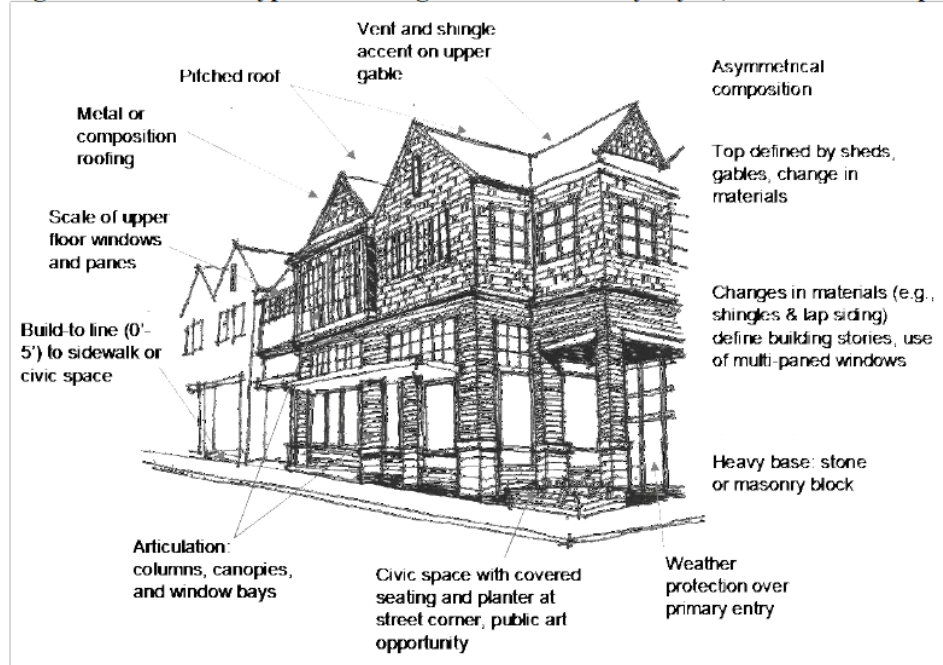 Vent and shingle
accent on upper
gable
Pitched roof
Asymmetrical
composition
Metal or
composition
roofing
Top defined by sheds,
gables, change in
materials
Scale of upper
floor windows
and panes
Changes in materials (e.g.,
shingles & lap siding)
define building stories, use
of multi-paned windows
Build-to line (0'-
5') to sidewalk or
civic space
Heavy base: stone
or masonry block
Articulation:
columns, canopies,
and window bays
Civic space with covered
seating and planter at
street corner, public art
opportunity
Weather
protection over
primary entry